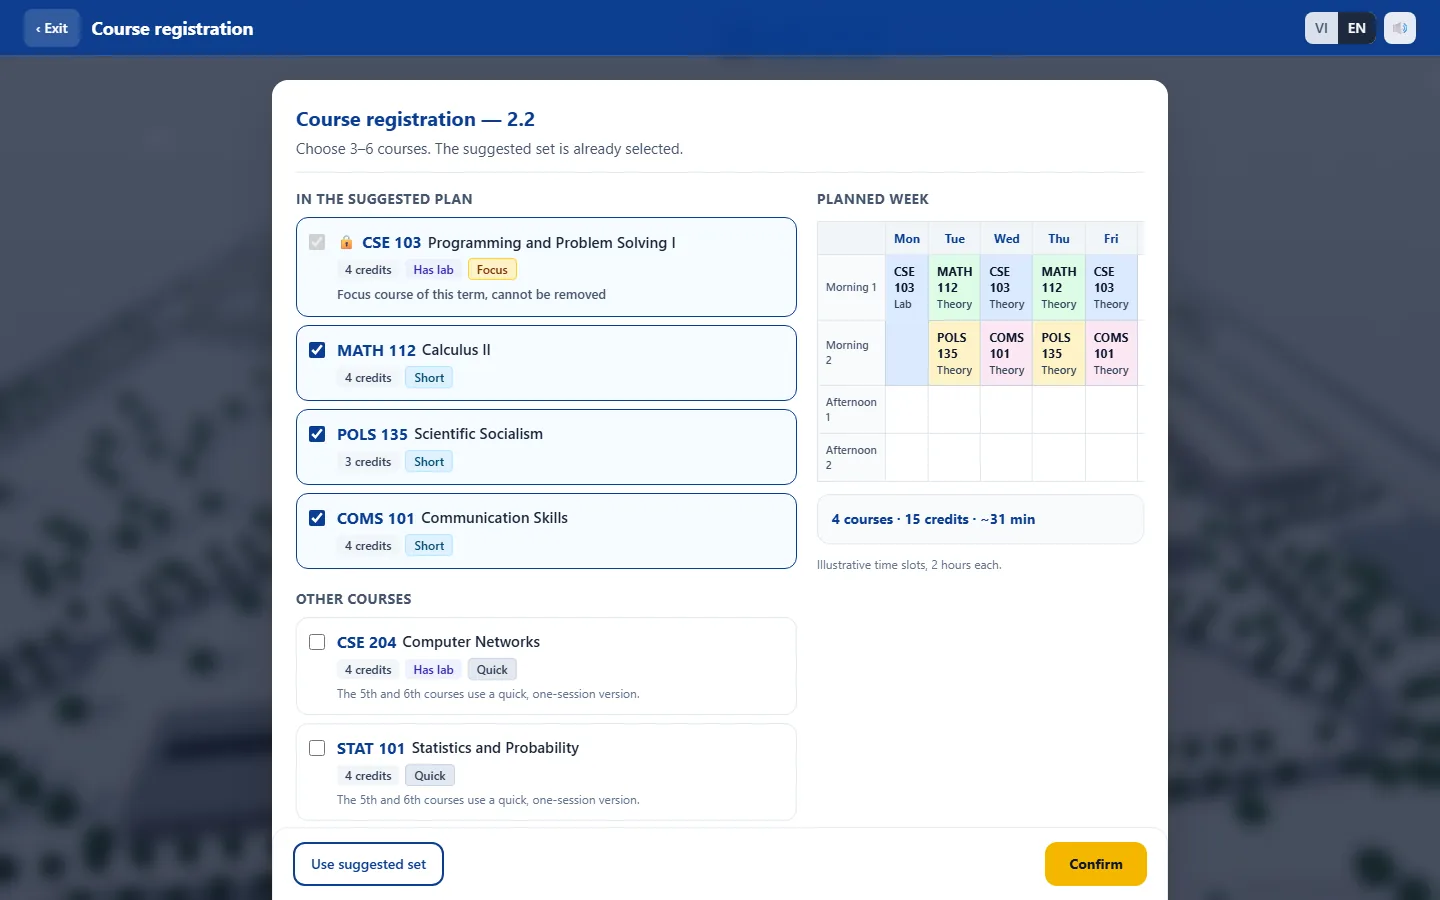 ‹ Exit
Course registration
VI
EN
Course registration — 2.2
Choose 3–6 courses. The suggested set is already selected.
IN THE SUGGESTED PLAN
CSE 103 Programming and Problem Solving I
4 credits Has lab Focus
Focus course of this term, cannot be removed
MATH 112 Calculus II
4 credits Short
POLS 135 Scientific Socialism
3 credits Short
COMS 101 Communication Skills
4 credits Short
OTHER COURSES
CSE 204 Computer Networks
4 credits Has lab Quick
The 5th and 6th courses use a quick, one-session version.
STAT 101 Statistics and Probability
4 credits Quick
The 5th and 6th courses use a quick, one-session version.
PLANNED WEEK
Mon Tue Wed Thu Fri
Morning 1
CSE 103 Lab
MATH 112 Theory
CSE 103 Theory
MATH 112 Theory
CSE 103 Theory
Morning 2
POLS 135 Theory
COMS 101 Theory
POLS 135 Theory
COMS 101 Theory
Afternoon 1
Afternoon 2
4 courses · 15 credits · ~31 min
Illustrative time slots, 2 hours each.
Use suggested set
Confirm